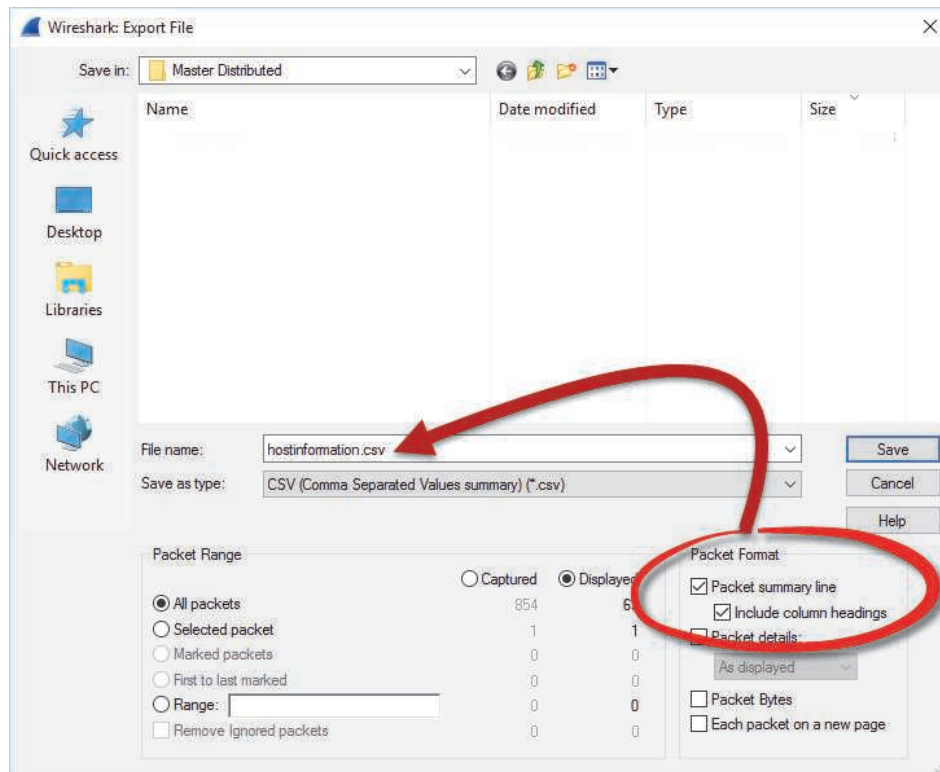 Wireshark: Export File
Save in: Master Distributed
Name Date modified Type Size
Quick access
Desktop
Libraries
This PC
Network
File name: hostinformation.csv Save
Save as type: CSV (Comma Separated Values summary) (*.csv) Cancel
Help
Packet Range
Captured Displayed
All packets 854
Selected packet 1 1
Marked packets 0 0
First to last marked 0 0
Range: 0 0
Remove Ignored packets 0 0
Packet Format
Packet summary line
Include column headings
Packet details:
As displayed
Packet Bytes
Each packet on a new page